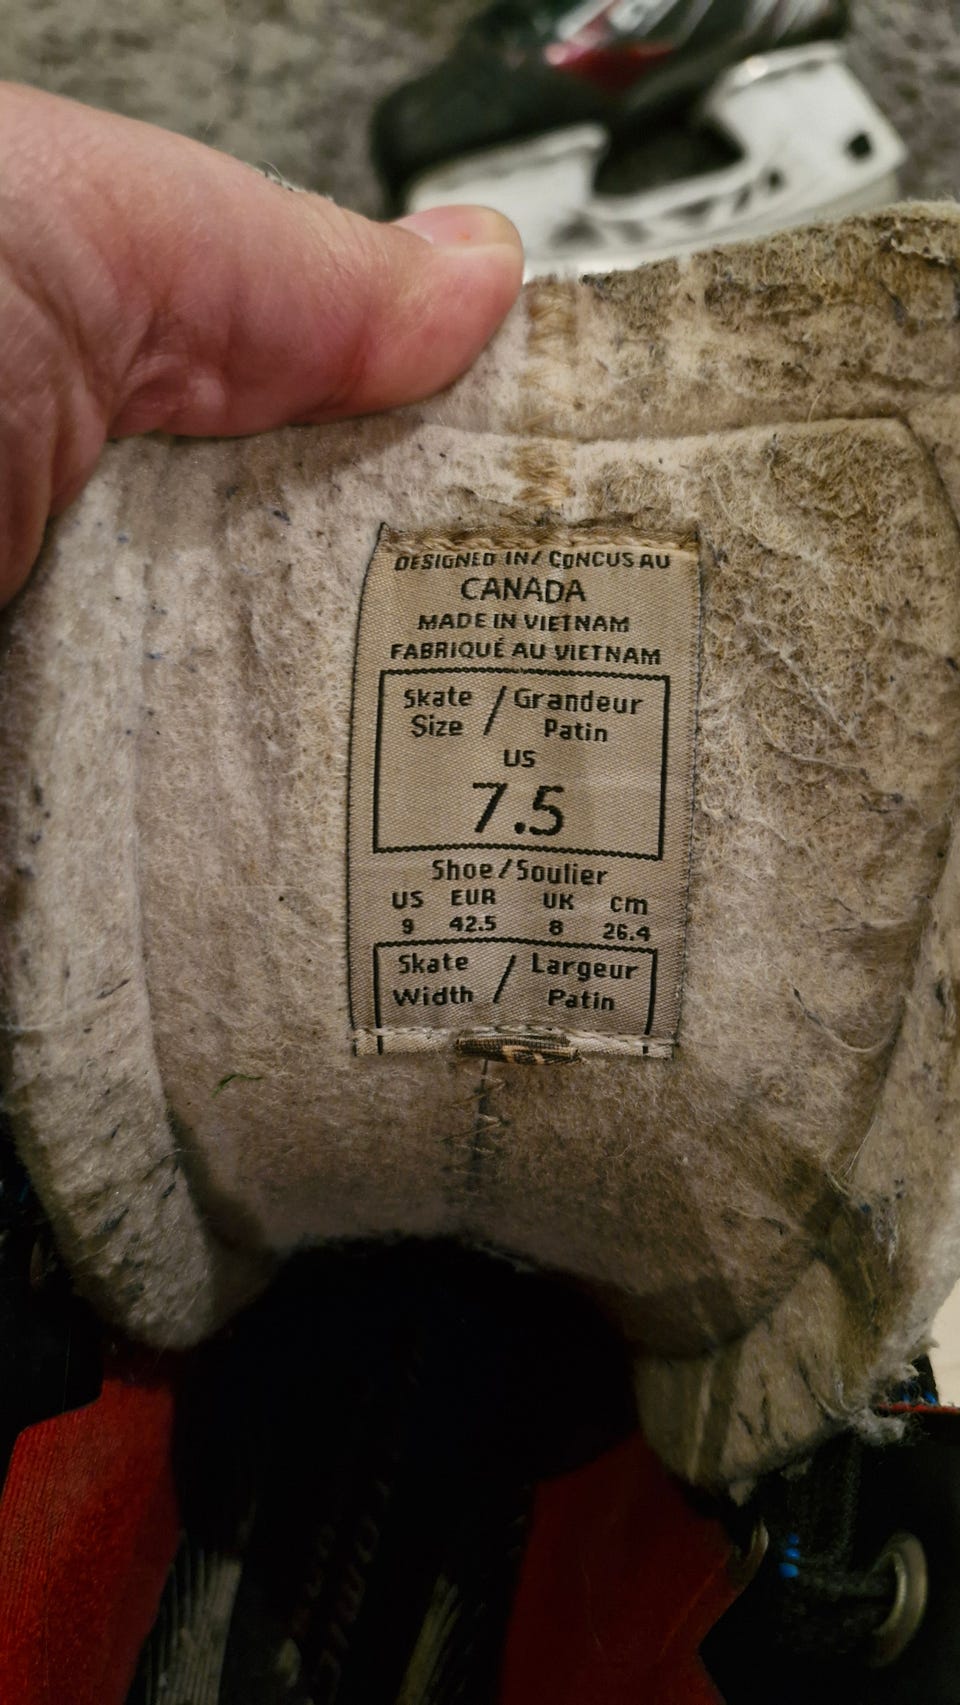 DESIGNED IN/ CONCUS AU
CANADA
MADE IN VIETNAM
FABRIQUÉ AU VIETNAM
Skate / Grandeur
Size Patin
US
7.5
Shoe/Soulier
US EUR UK cm
9 42.5 8 26.4
Skate / Largeur
Width Patin